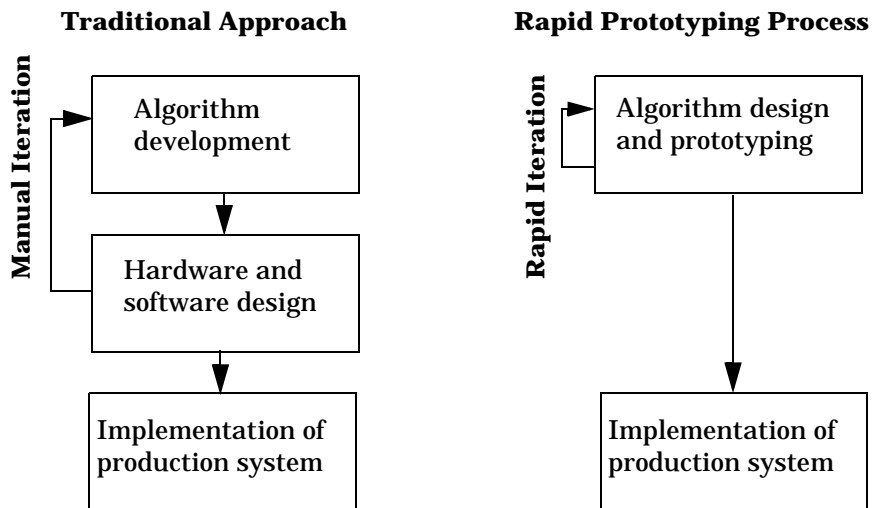 Traditional Approach
Manual Iteration
Algorithm
development
Hardware and
software design
Implementation of
production system
Rapid Prototyping Process
Rapid Iteration
Algorithm design
and prototyping
Implementation of
production system